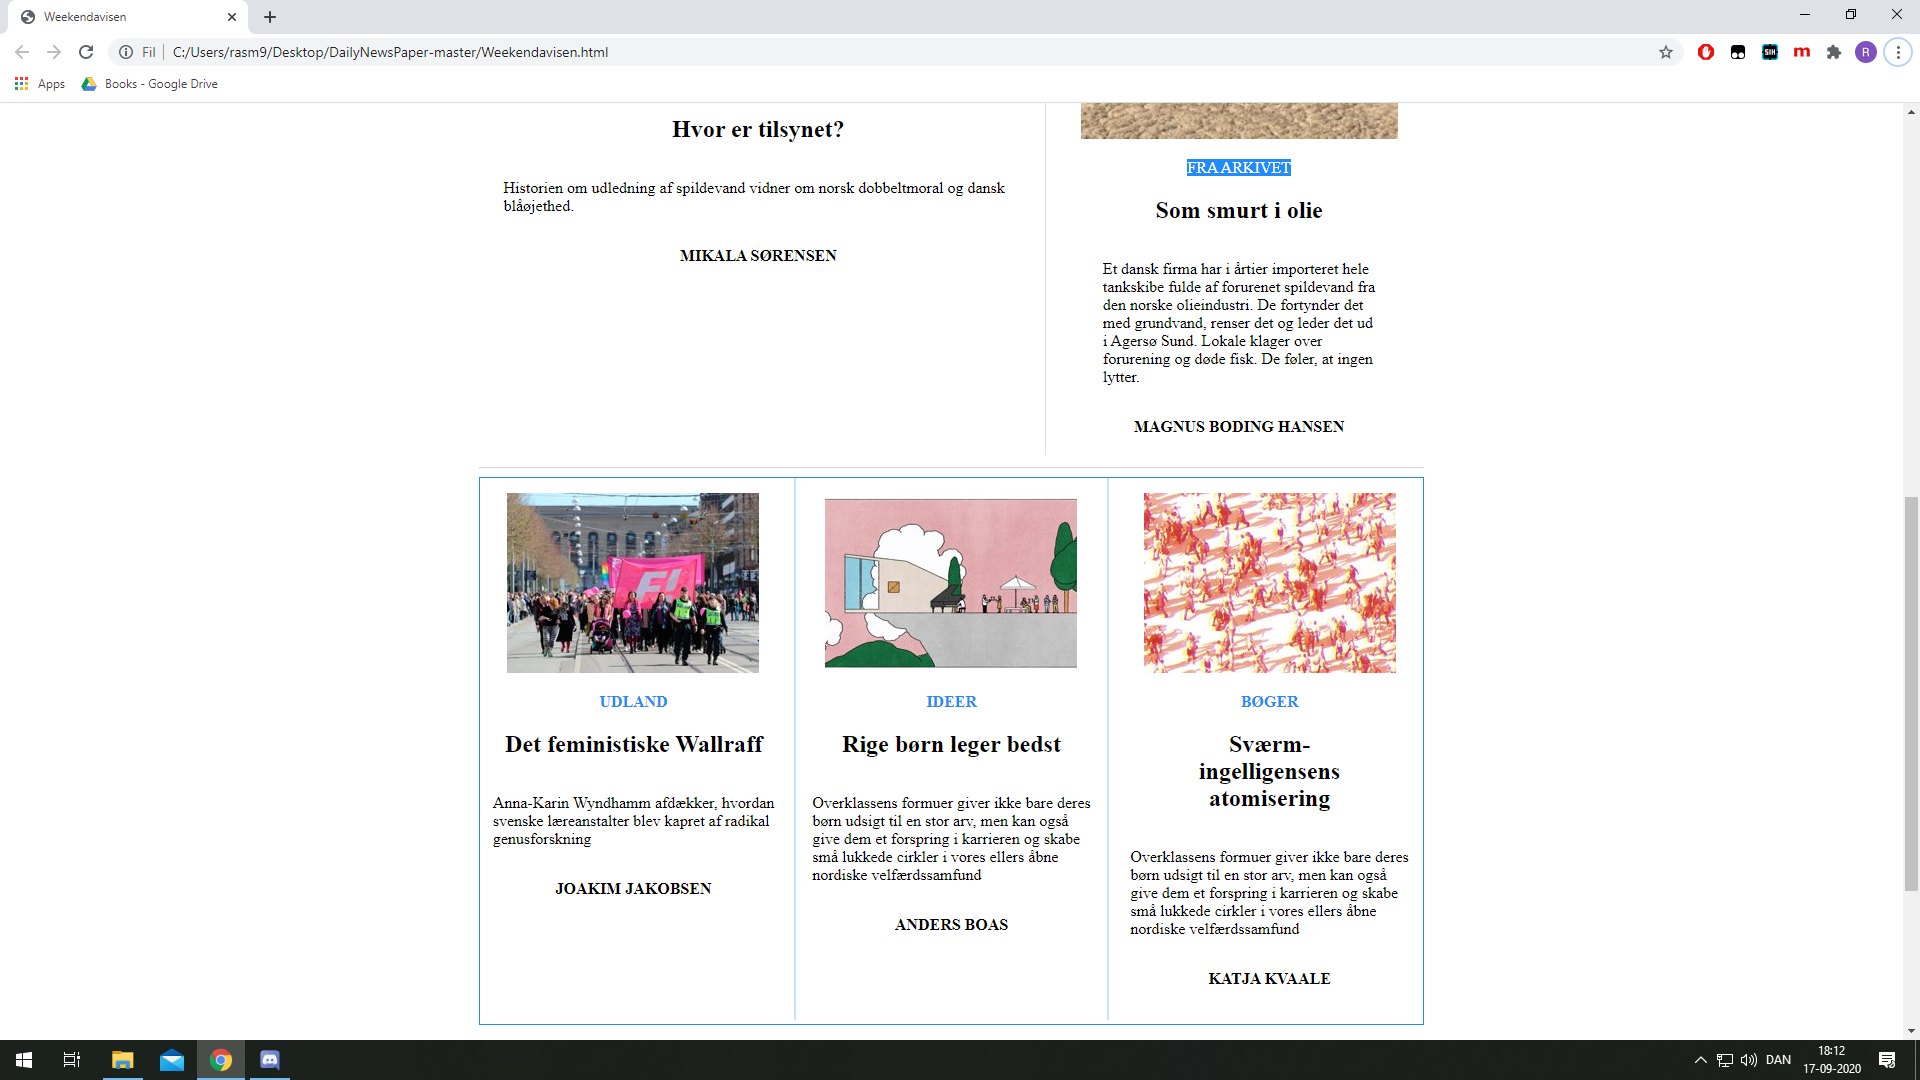 Weekendavisen
Fil
C:/Users/rasm9/Desktop/DailyNewsPaper-master/Weekendavisen.html
SIH
m
R
Apps
Books - Google Drive
Hvor er tilsynet?
Historien om udledning af spildevand vidner om norsk dobbeltmoral og dansk
blåøjethed.
MIKALA SØRENSEN
FRA ARKIVET
Som smurt i olie
Et dansk firma har i årtier importeret hele
tankskibe fulde af forurenet spildevand fra
den norske olieindustri. De fortynder det
med grundvand, renser det og leder det ud
i Agersø Sund. Lokale klager over
forurening og døde fisk. De føler, at ingen
lytter.
MAGNUS BODING HANSEN
F!
UDLAND
Det feministiske Wallraff
Anna-Karin Wyndhamm afdækker, hvordan
svenske læreanstalter blev kapret af radikal
genusforskning
JOAKIM JAKOBSEN
IDEER
Rige børn leger bedst
Overklassens formuer giver ikke bare deres
børn udsigt til en stor arv, men kan også
give dem et forspring i karrieren og skabe
små lukkede cirkler i vores ellers åbne
nordiske velfærdssamfund
ANDERS BOAS
BØGER
Sværm-
ingelligensens
atomisering
Overklassens formuer giver ikke bare deres
børn udsigt til en stor arv, men kan også
give dem et forspring i karrieren og skabe
små lukkede cirkler i vores ellers åbne
nordiske velfærdssamfund
KATJA KVAALE
DAN
18:12
17-09-2020